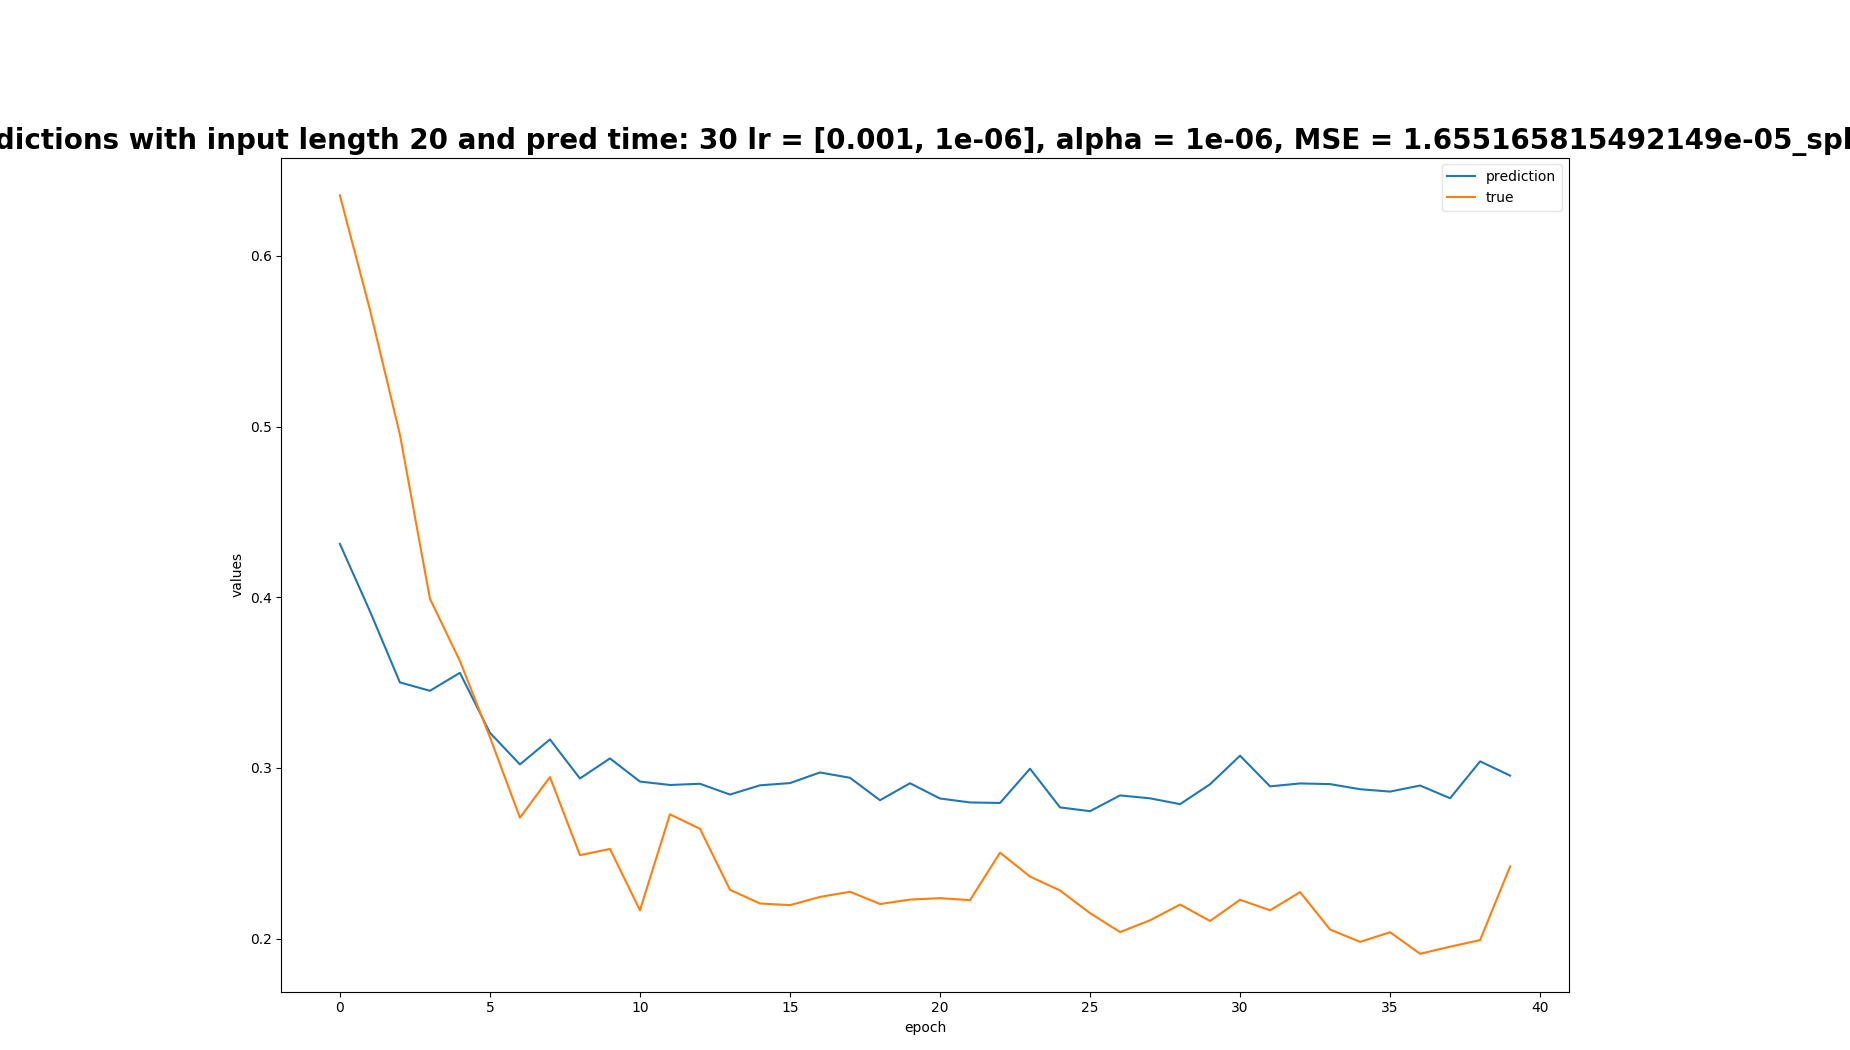 dictions with input length 20 and pred time: 30 lr = [0.001, 1e-06], alpha = 1e-06, MSE = 1.655165815492149e-05_spl
prediction
true
0.6
0.5
0.4
0.3
0.2
values
0 5 10 15 20 25 30 35 40
epoch